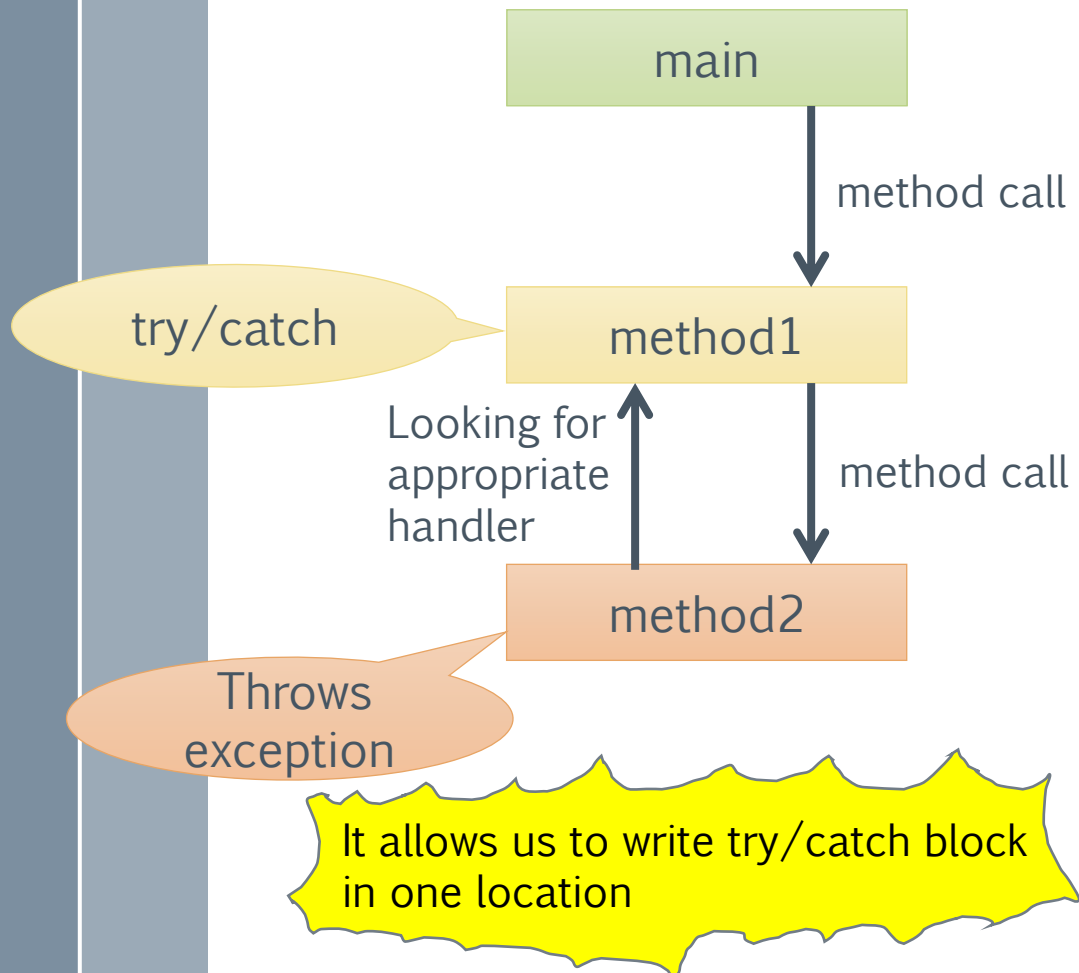 main
method call
try/catch
method1
Looking for
appropriate
handler
method call
method2
Throws
exception
It allows us to write try/catch block
in one location